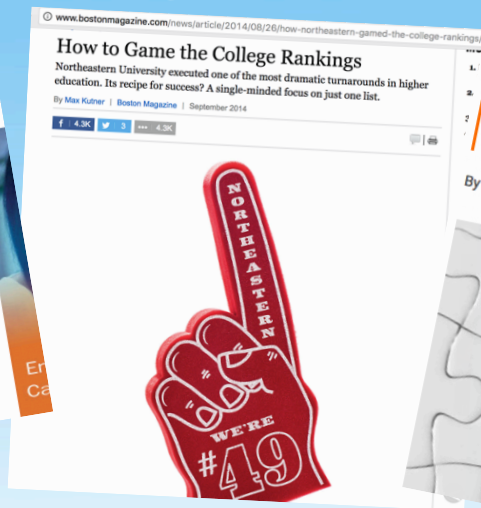 www.bostonmagazine.com/news/article/2014/08/26/how-northeastern-gamed-the-college-rankings/
How to Game the College Rankings
Northeastern University executed one of the most dramatic turnarounds in higher
education. Its recipe for success? A single-minded focus on just one list.
By Max Kutner | Boston Magazine | September 2014
4.3K
3
4.3K
NORTHEASTERN
WE'RE
#49
1.
By
Er
Ca